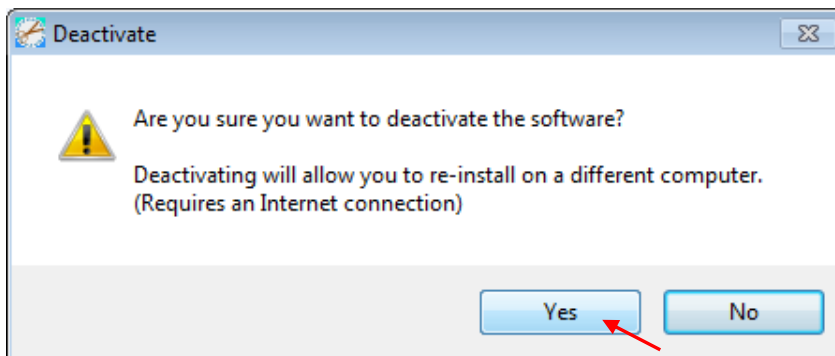 Deactivate
Are you sure you want to deactivate the software?
Deactivating will allow you to re-install on a different computer.
(Requires an Internet connection)
Yes No